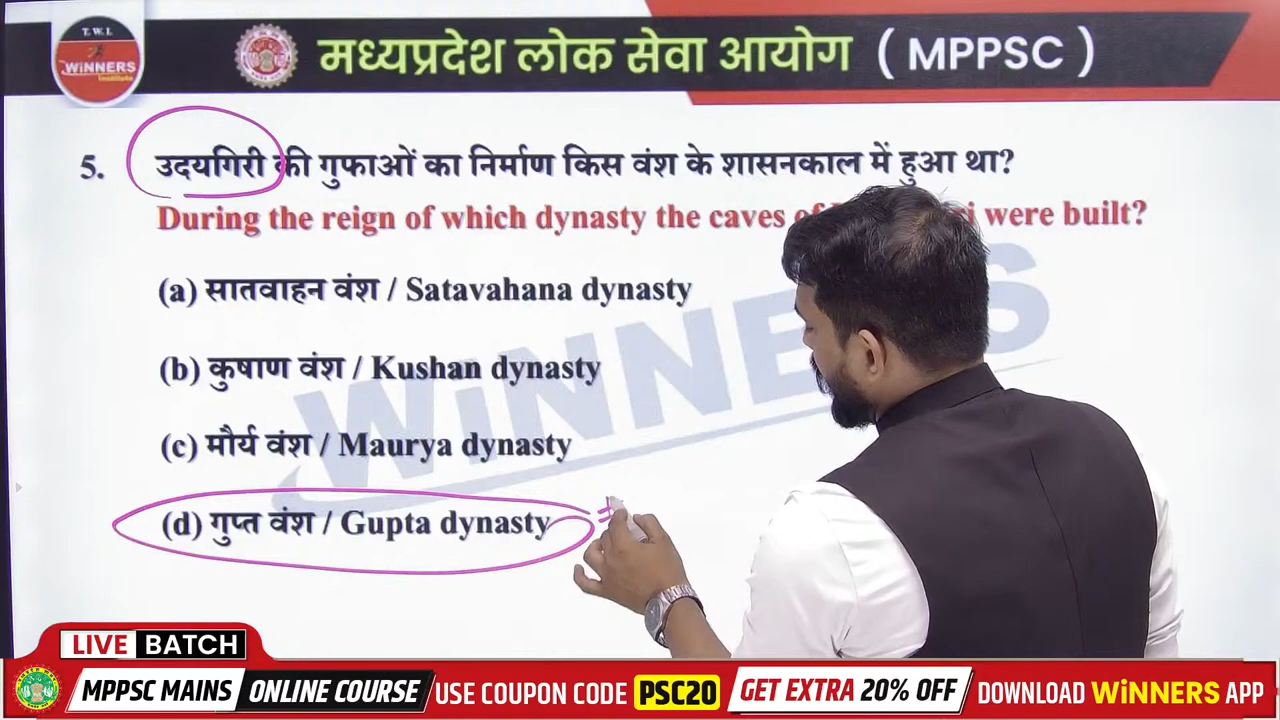 T. W. I.
WiNNERS
Institute
मध्यप्रदेश लोक सेवा आयोग ( MPPSC )
5. उदयगिरी की गुफाओं का निर्माण किस वंश के शासनकाल में हुआ था?
During the reign of which dynasty the caves were built?
(a) सातवाहन वंश / Satavahana dynasty
(b) कुषाण वंश / Kushan dynasty
(c) मौर्य वंश / Maurya dynasty
(d) गुप्त वंश / Gupta dynasty
WiNNERS
LIVE BATCH
MPPSC MAINS ONLINE COURSE USE COUPON CODE PSC20 GET EXTRA 20% OFF DOWNLOAD WiNNERS APP